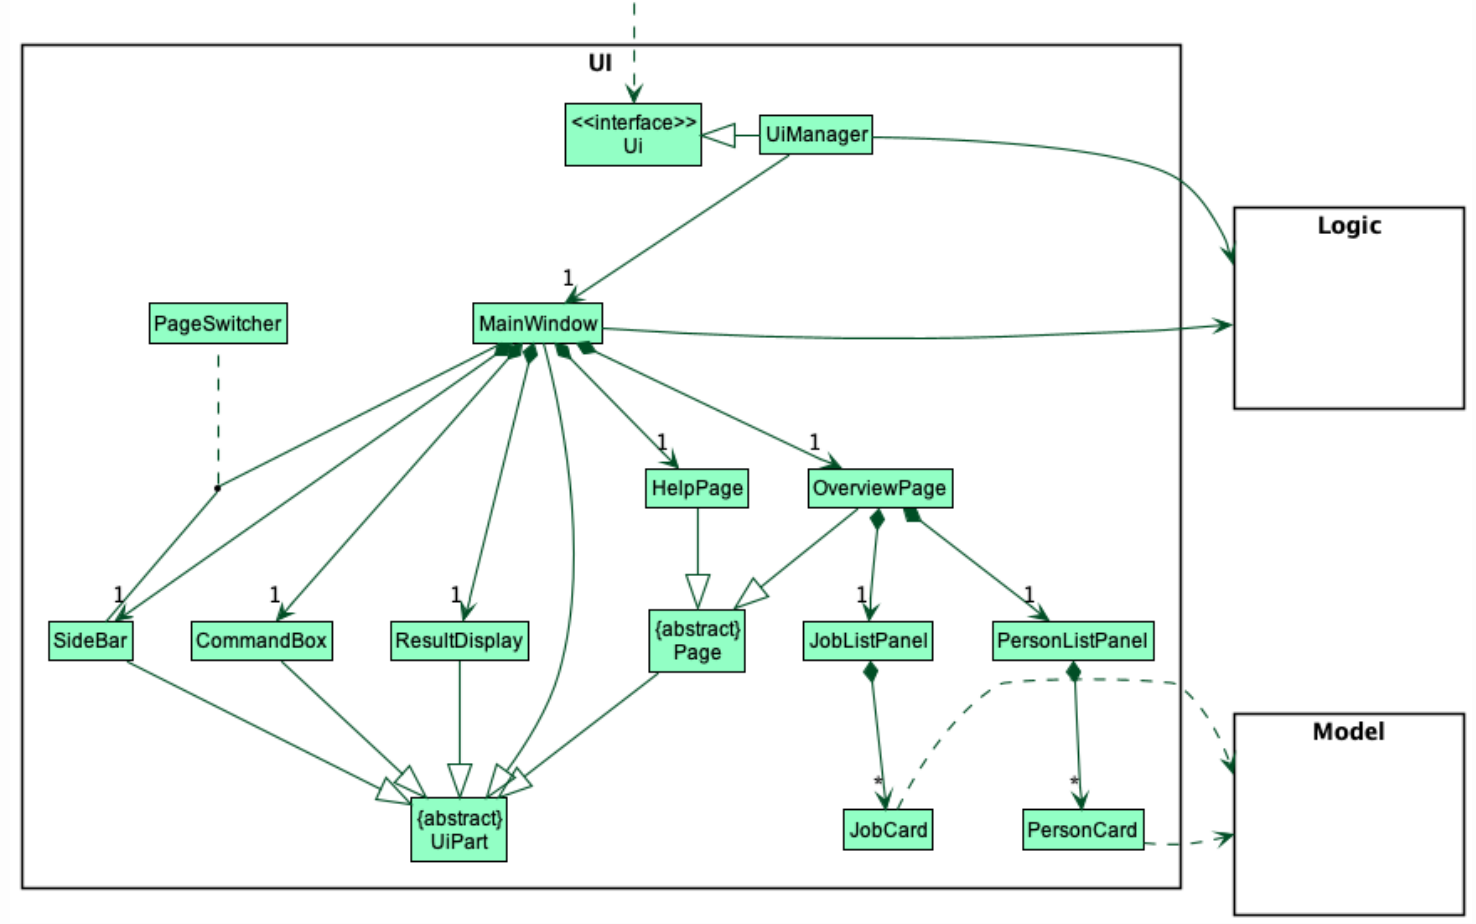 UI
<<interface>>
Ui
UiManager
Logic
1
PageSwitcher
MainWindow
1
1
HelpPage
OverviewPage
1
1
1
1
1
SideBar
CommandBox
ResultDisplay
{abstract}
Page
JobListPanel
PersonListPanel
Model
*
*
{abstract}
UiPart
JobCard
PersonCard